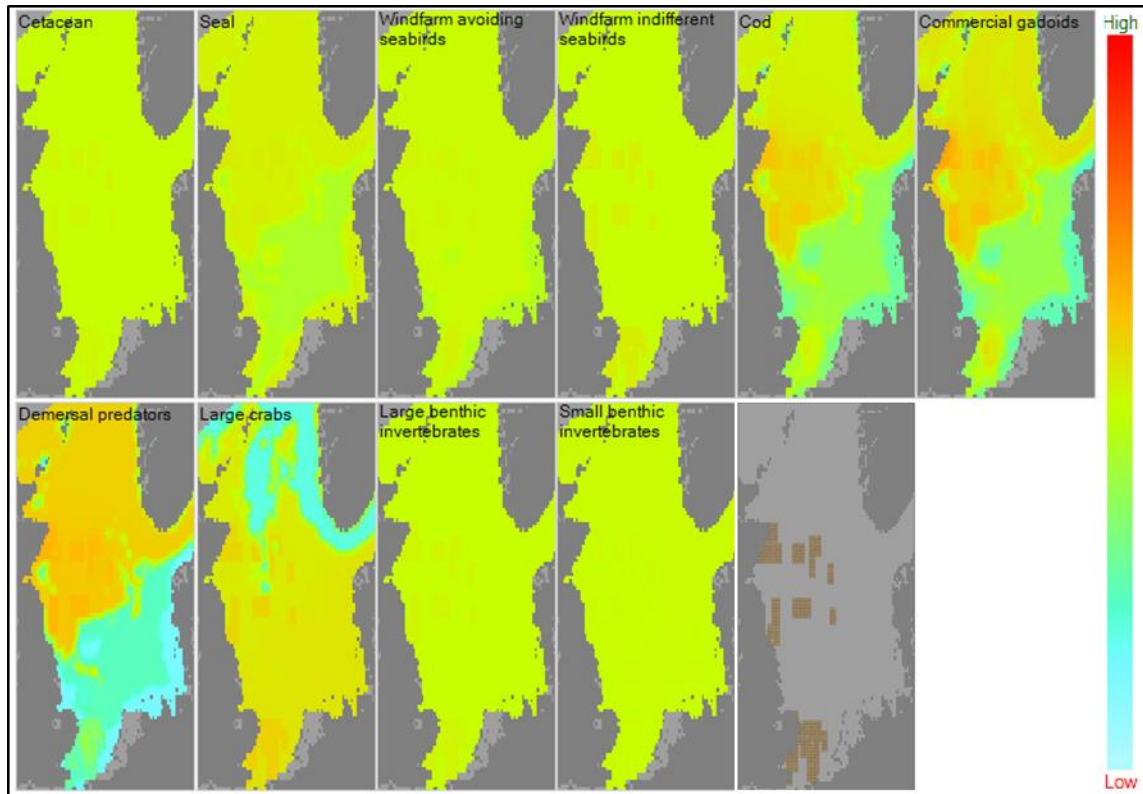 Cetacean
Seal
Windfarm avoiding
seabirds
Windfarm indifferent
seabirds
Cod
Commercial gadoids
High
Demersal predators
Large crabs
Large benthic
invertebrates
Small benthic
invertebrates
Low